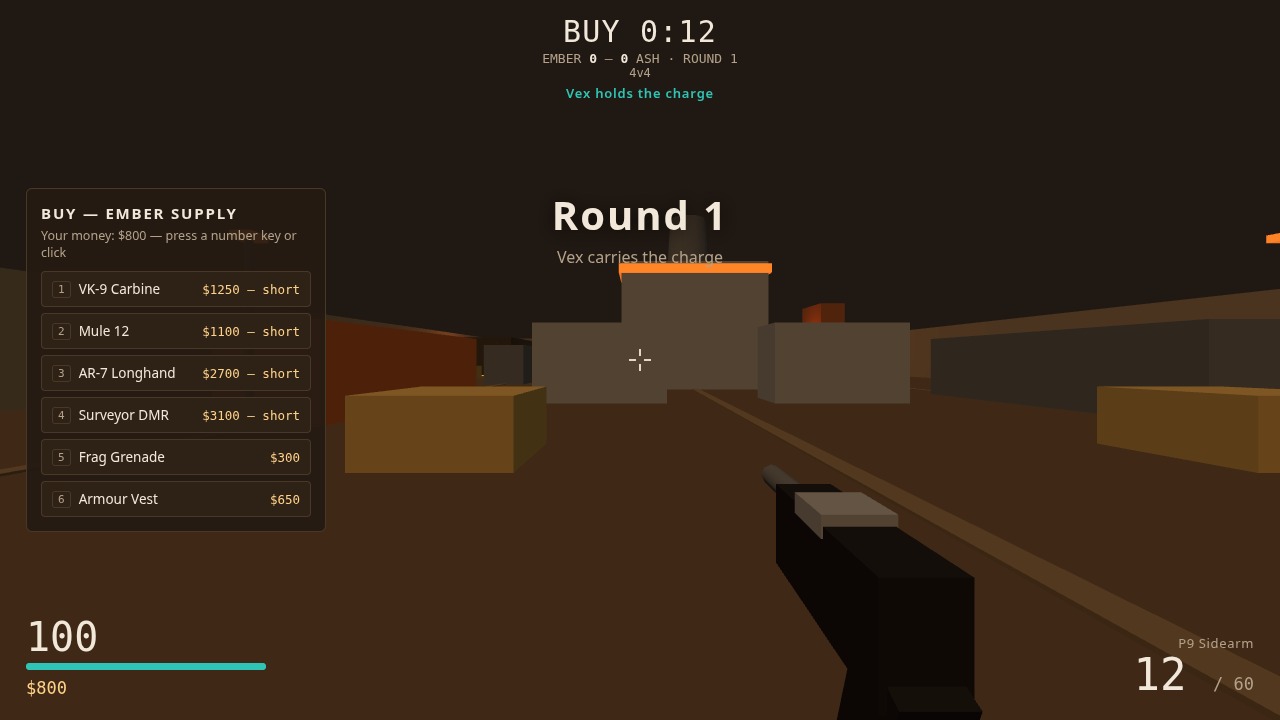 BUY 0:12
EMBER 0 — 0 ASH · ROUND 1
4v4
Vex holds the charge
Round 1
Vex carries the charge
BUY — EMBER SUPPLY
Your money: $800 — press a number key or
click
1 VK-9 Carbine $1250 — short
2 Mule 12 $1100 — short
3 AR-7 Longhand $2700 — short
4 Surveyor DMR $3100 — short
5 Frag Grenade $300
6 Armour Vest $650
100
$800
P9 Sidearm
12 / 60